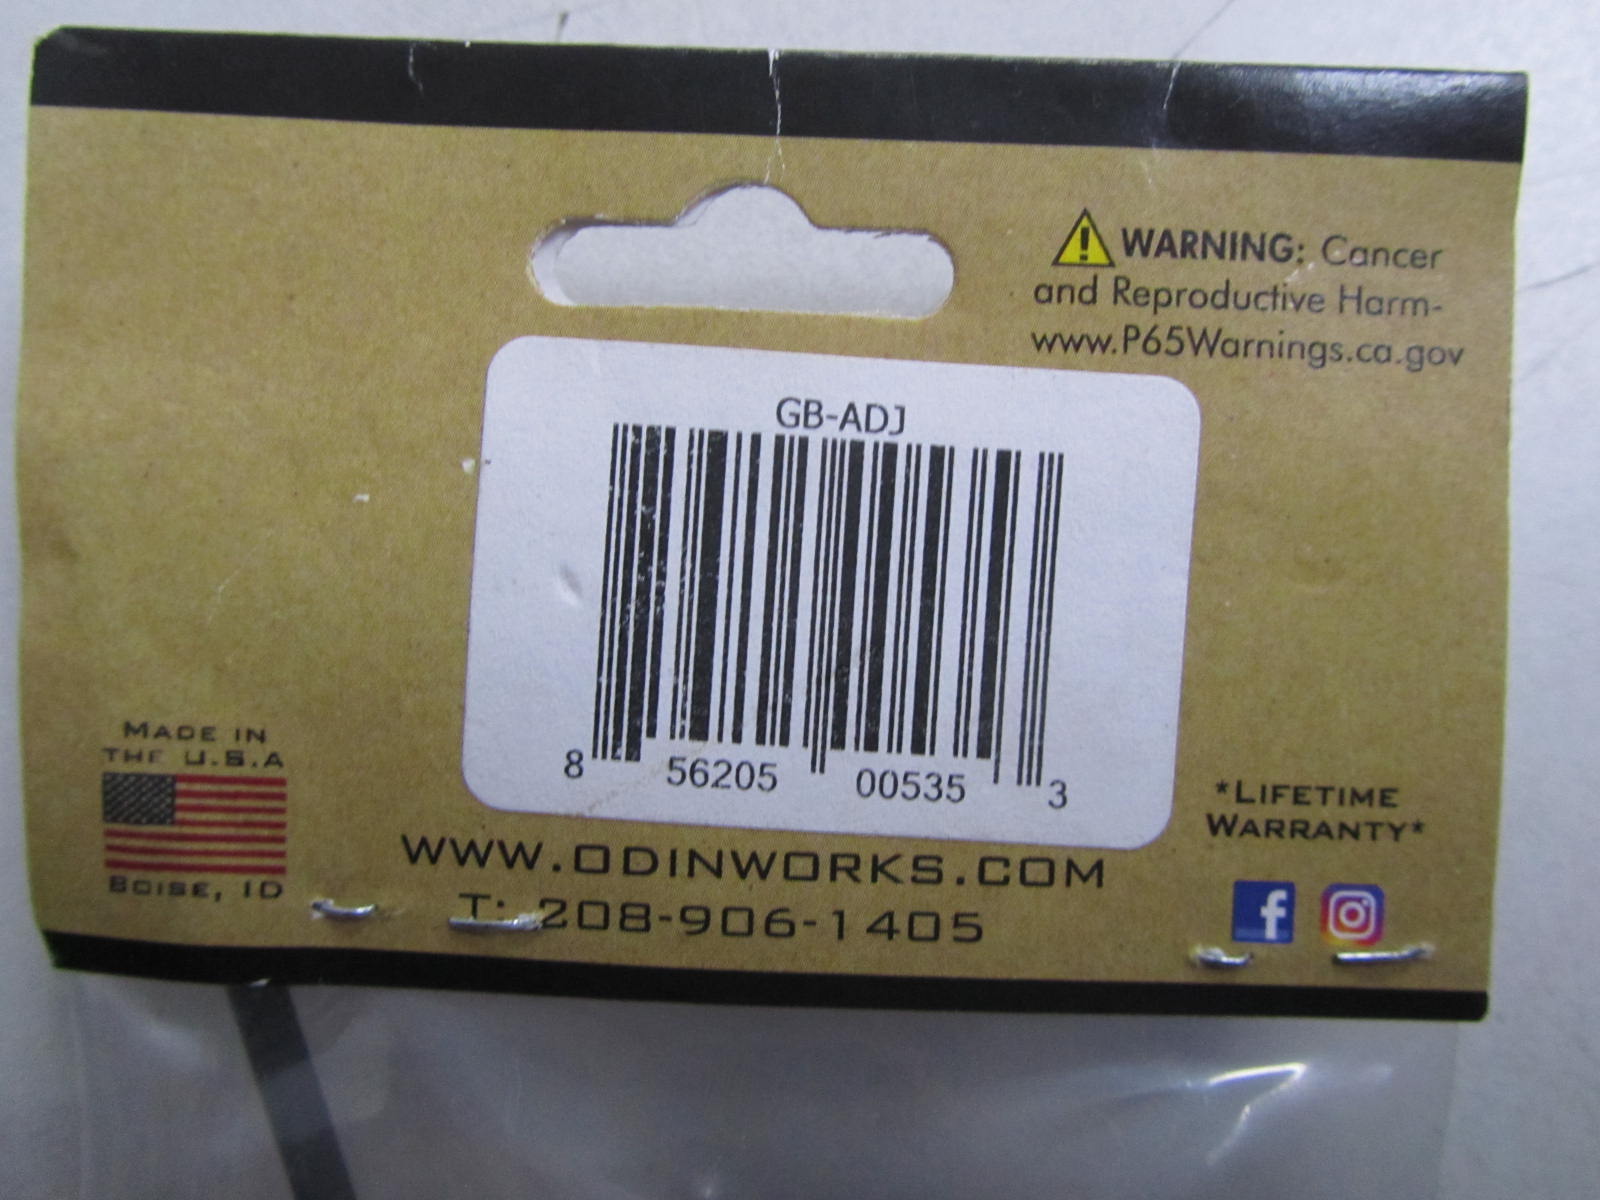 WARNING: Cancer
and Reproductive Harm-
www.P65Warnings.ca.gov
GB-ADJ
8 56205 00535 3
MADE IN
THE U.S.A
BOISE, ID
*LIFETIME
WARRANTY*
WWW.ODINWORKS.COM
T: 208-906-1405